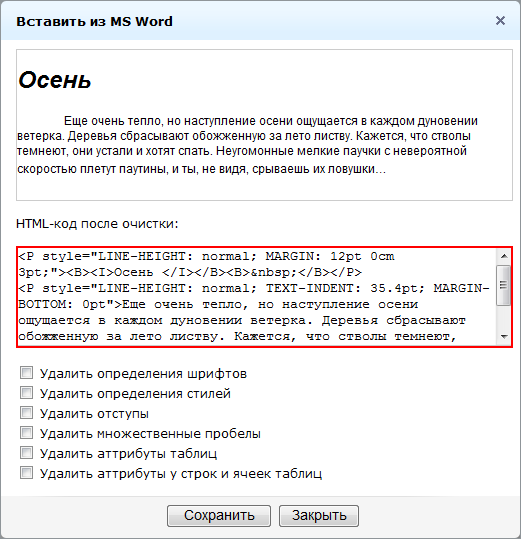 Вставить из MS Word
Осень
Еще очень тепло, но наступление осени ощущается в каждом дуновении
ветерка. Деревья сбрасывают обожженную за лето листву. Кажется, что стволы
темнеют, они устали и хотят спать. Неугомонные мелкие паучки с невероятной
скоростью плетут паутины, и ты, не видя, срываешь их ловушки...
HTML-код после очистки:
<P style="LINE-HEIGHT: normal; MARGIN: 12pt 0cm
3pt;"><B><I>Осень </I></B><B>&nbsp;</B></P>
<P style="LINE-HEIGHT: normal; TEXT-INDENT: 35.4pt; MARGIN-
BOTTOM: 0pt">Еще очень тепло, но наступление осени
ощущается в каждом дуновении ветерка. Деревья сбрасывают
обожженную за лето листву. Кажется, что стволы темнеют,
Удалить определения шрифтов
Удалить определения стилей
Удалить отступы
Удалить множественные пробелы
Удалить аттрибуты таблиц
Удалить аттрибуты у строк и ячеек таблиц
Сохранить Закрыть